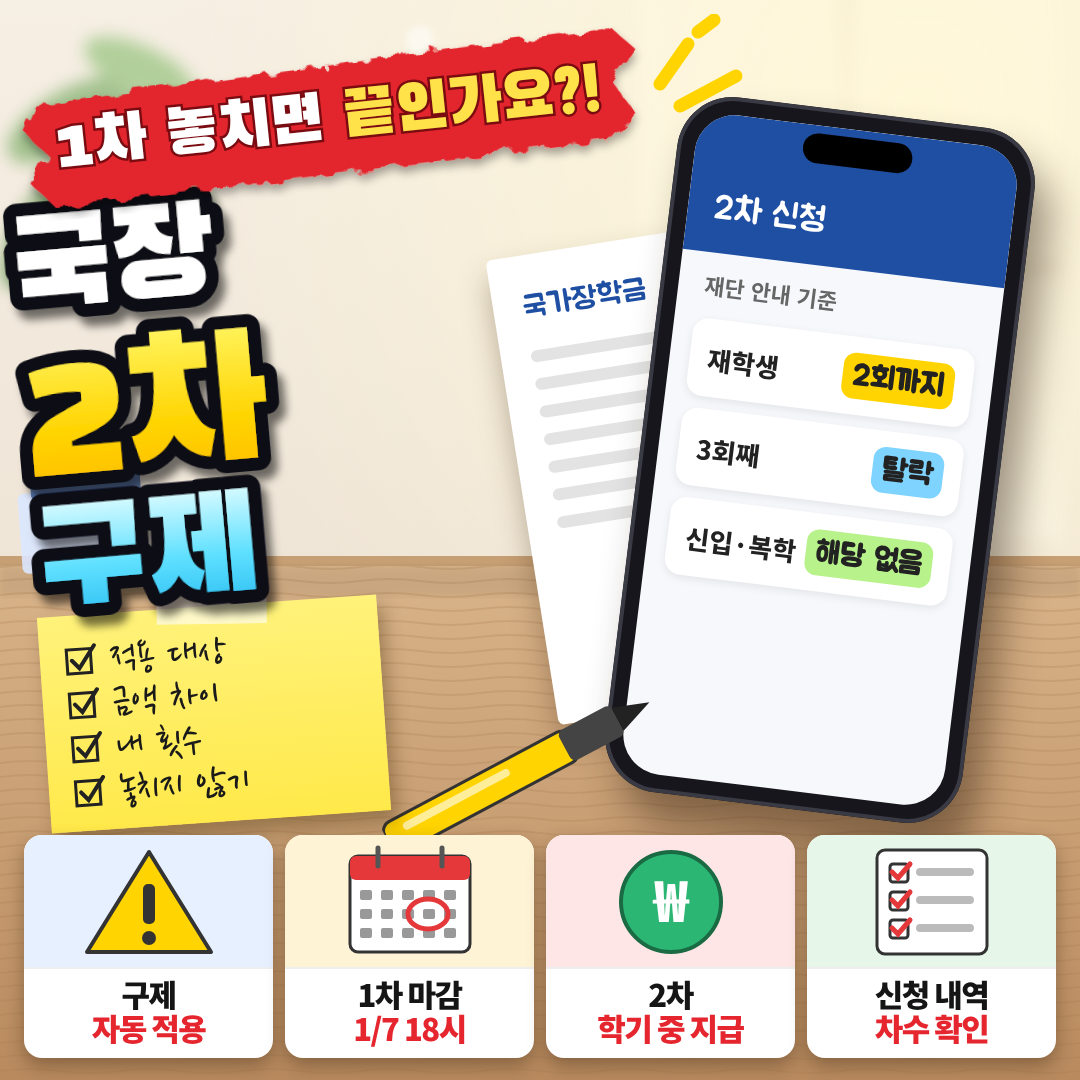 1차 놓치면 끝인가요?!
국장
2차
구제
국가장학금
2차 신청
재단 안내 기준
재학생 2회까지
3회째 탈락
신입·복학 해당 없음
적용 대상
금액 차이
내 횟수
놓치지 않기
구제
자동 적용
1차 마감
1/7 18시
₩
2차
학기 중 지급
신청 내역
차수 확인